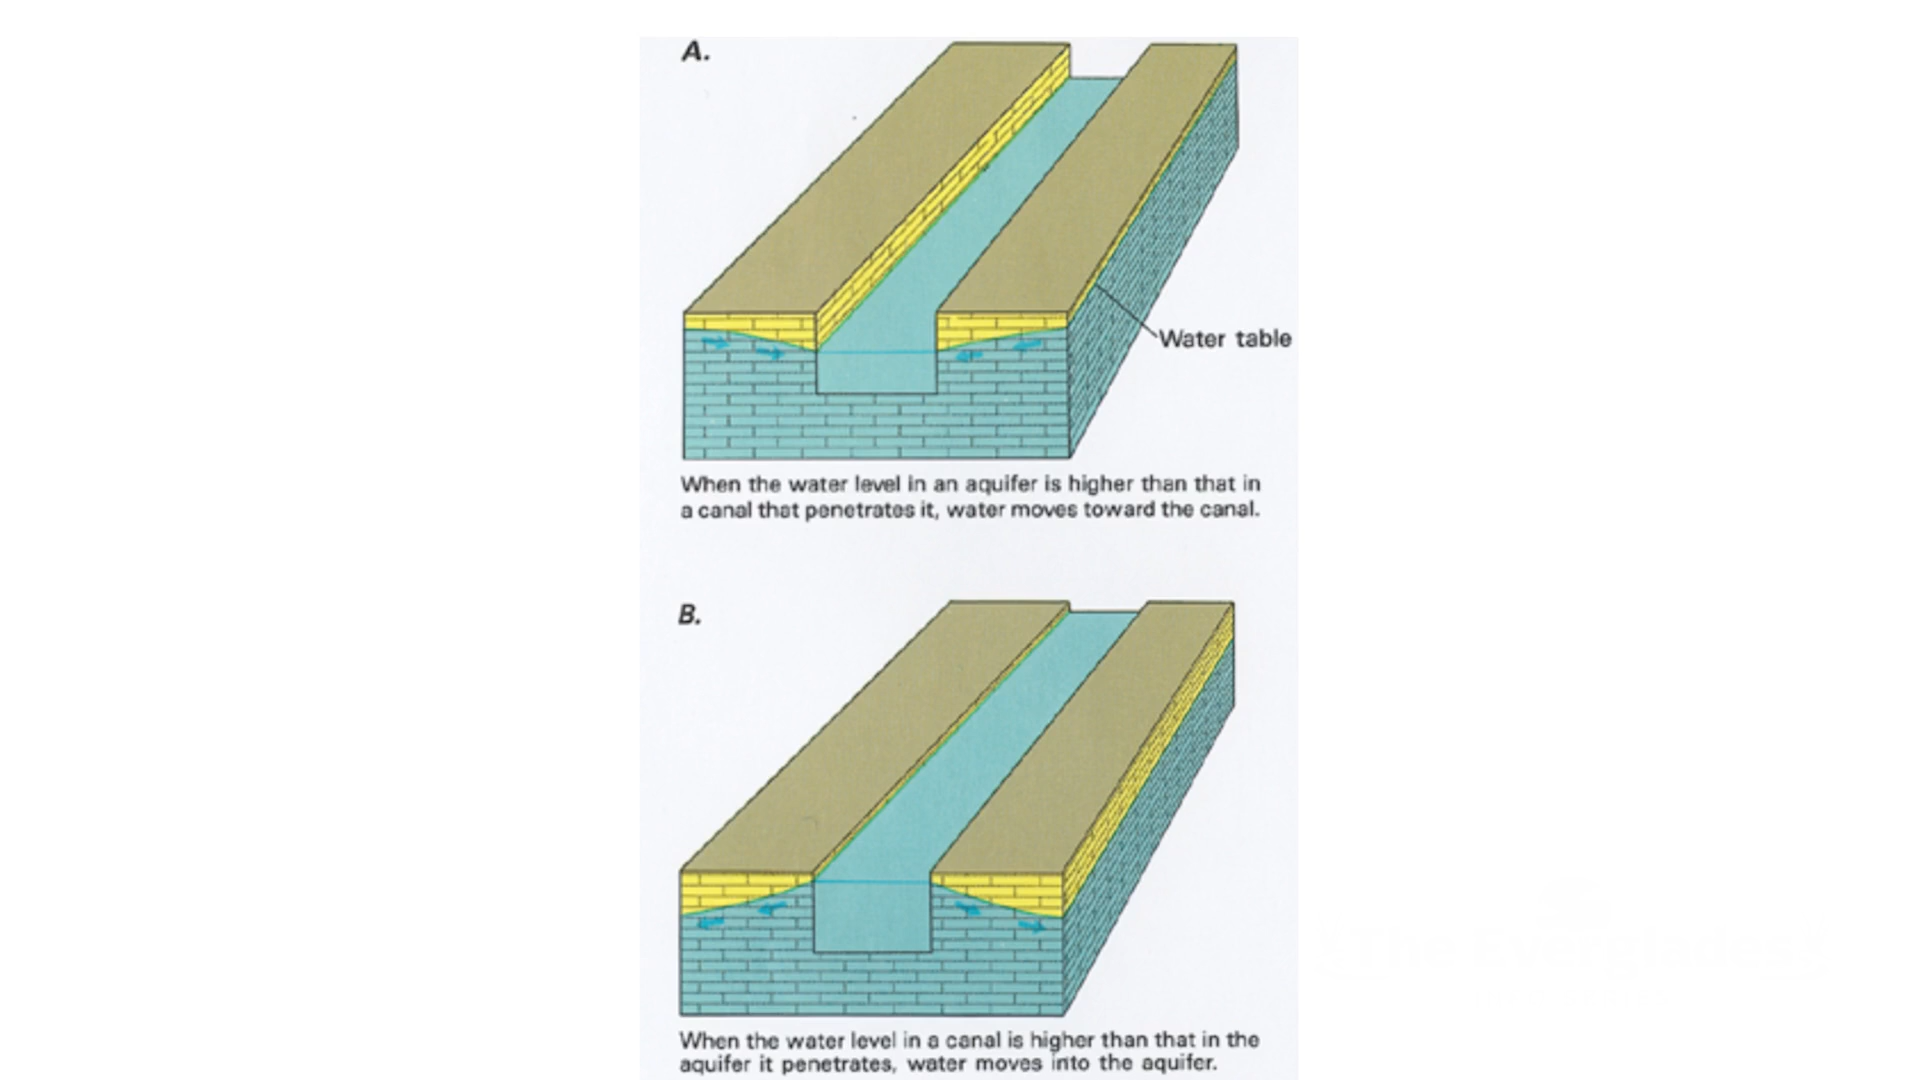 A.
Water table
When the water level in an aquifer is higher than that in
a canal that penetrates it, water moves toward the canal.
B.
When the water level in a canal is higher than that in the
aquifer it penetrates, water moves into the aquifer.